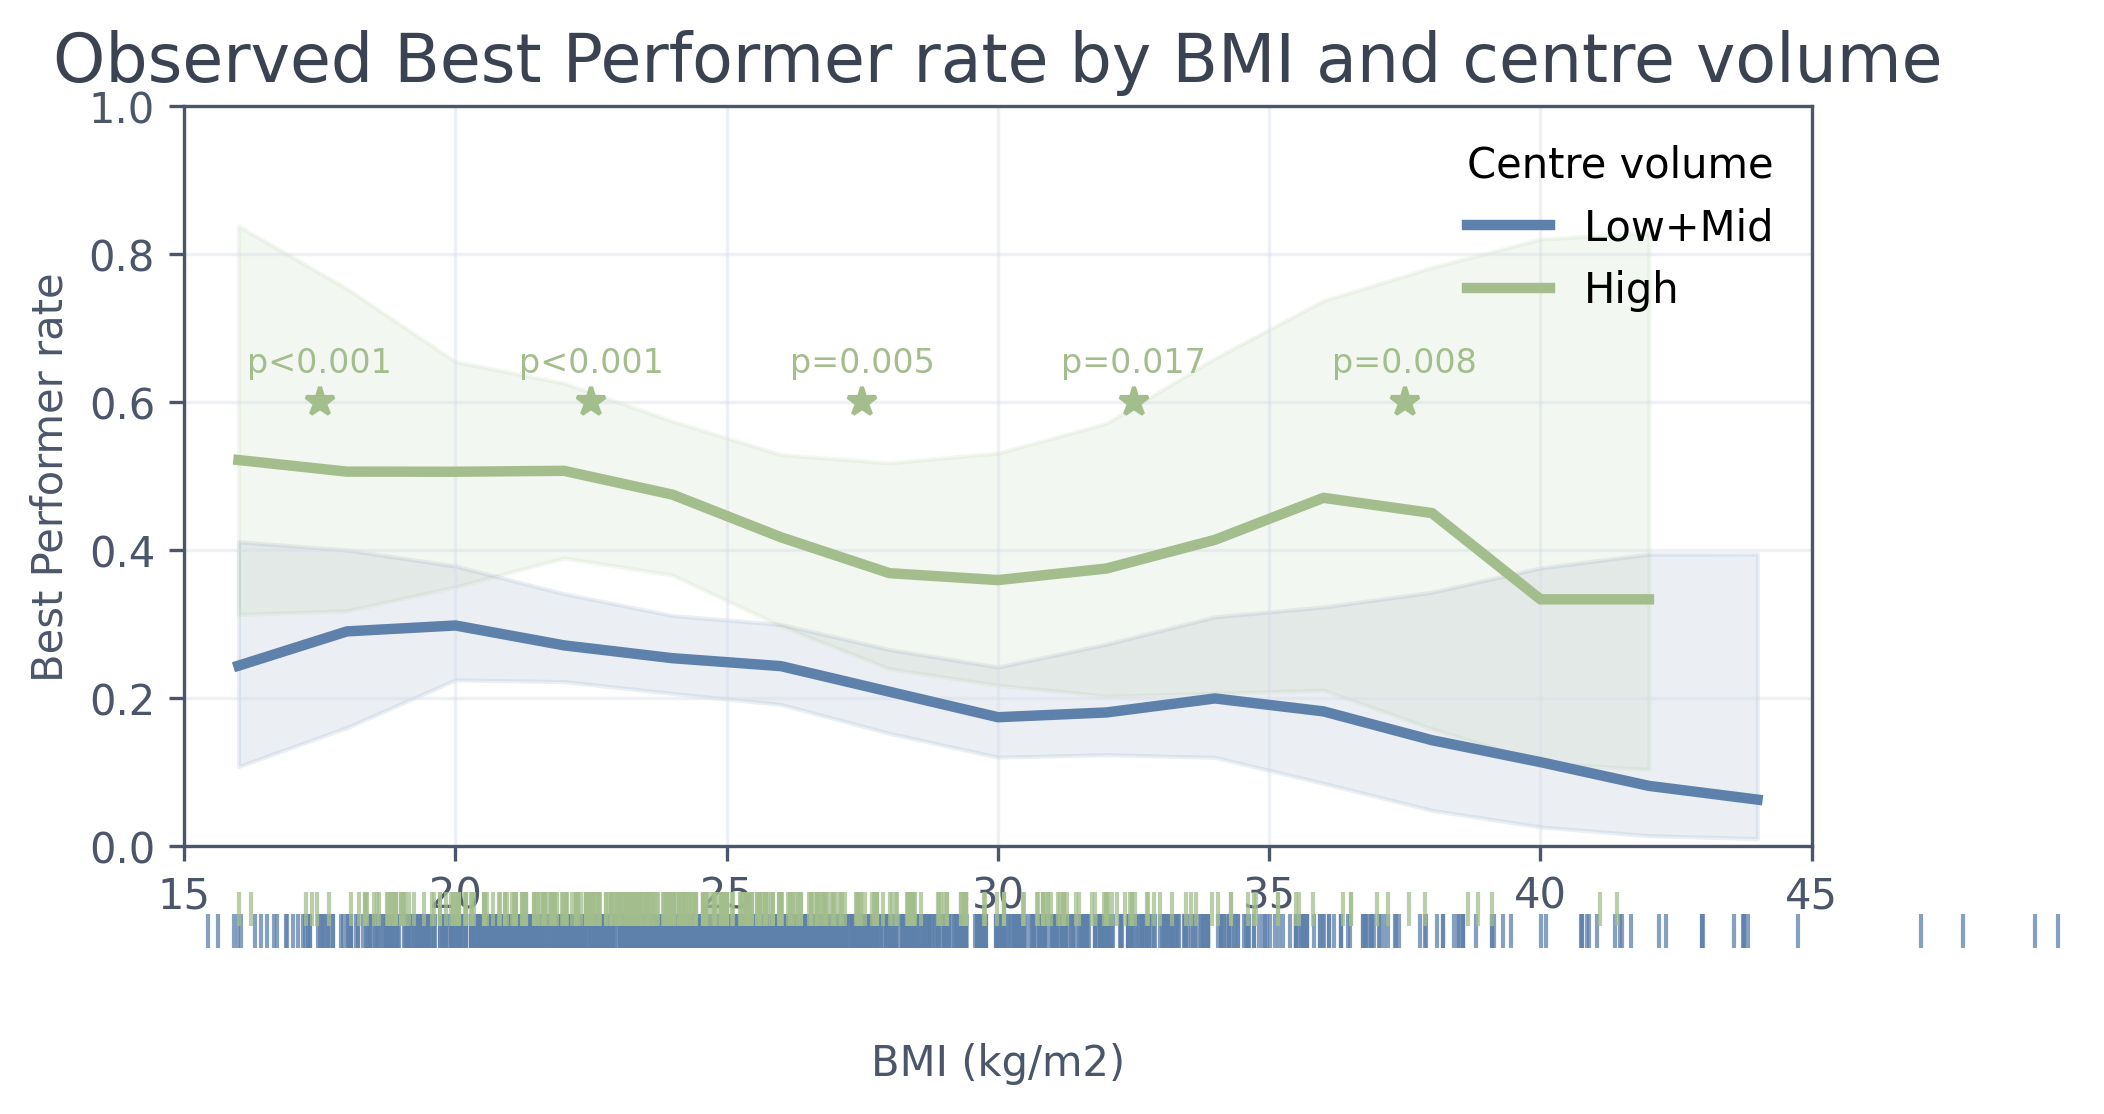 Observed Best Performer rate by BMI and centre volume
1.0
0.8
0.6
0.4
0.2
0.0
Best Performer rate
Centre volume
Low+Mid
High
p<0.001
p<0.001
p=0.005
p=0.017
p=0.008
15 20 25 30 35 40 45
BMI (kg/m2)